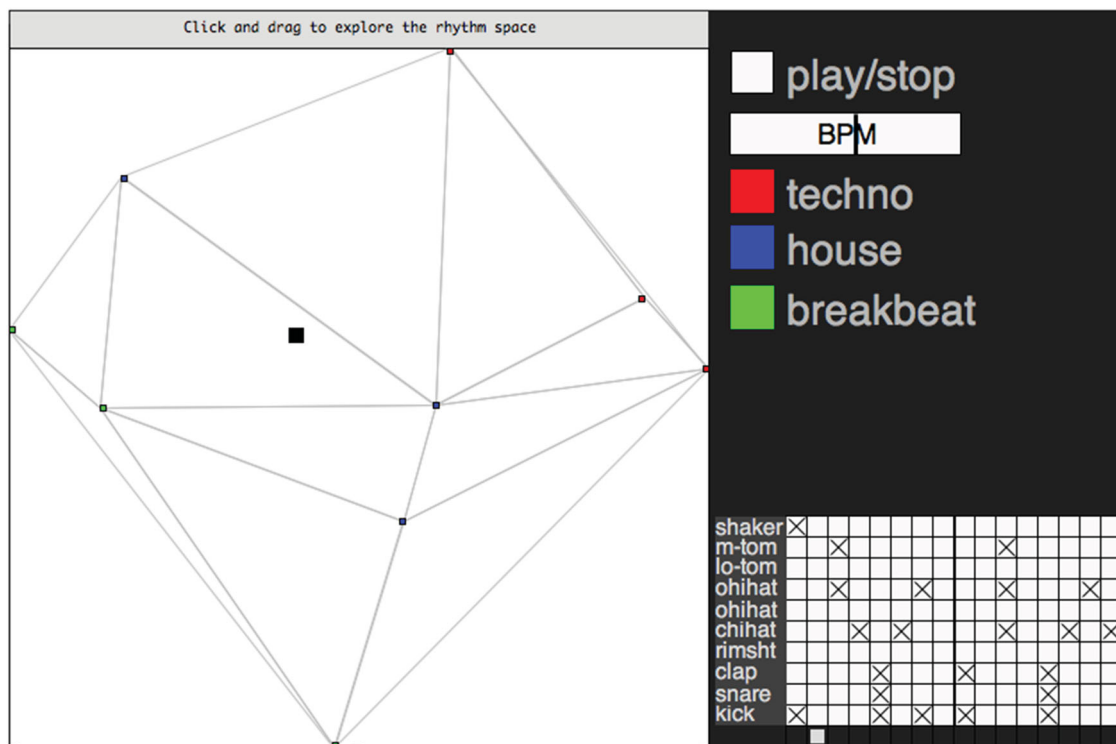 Click and drag to explore the rhythm space
play/stop
BPM
techno
house
breakbeat
shaker
m-tom
lo-tom
ohihat
ohihat
chihat
rimsht
clap
snare
kick